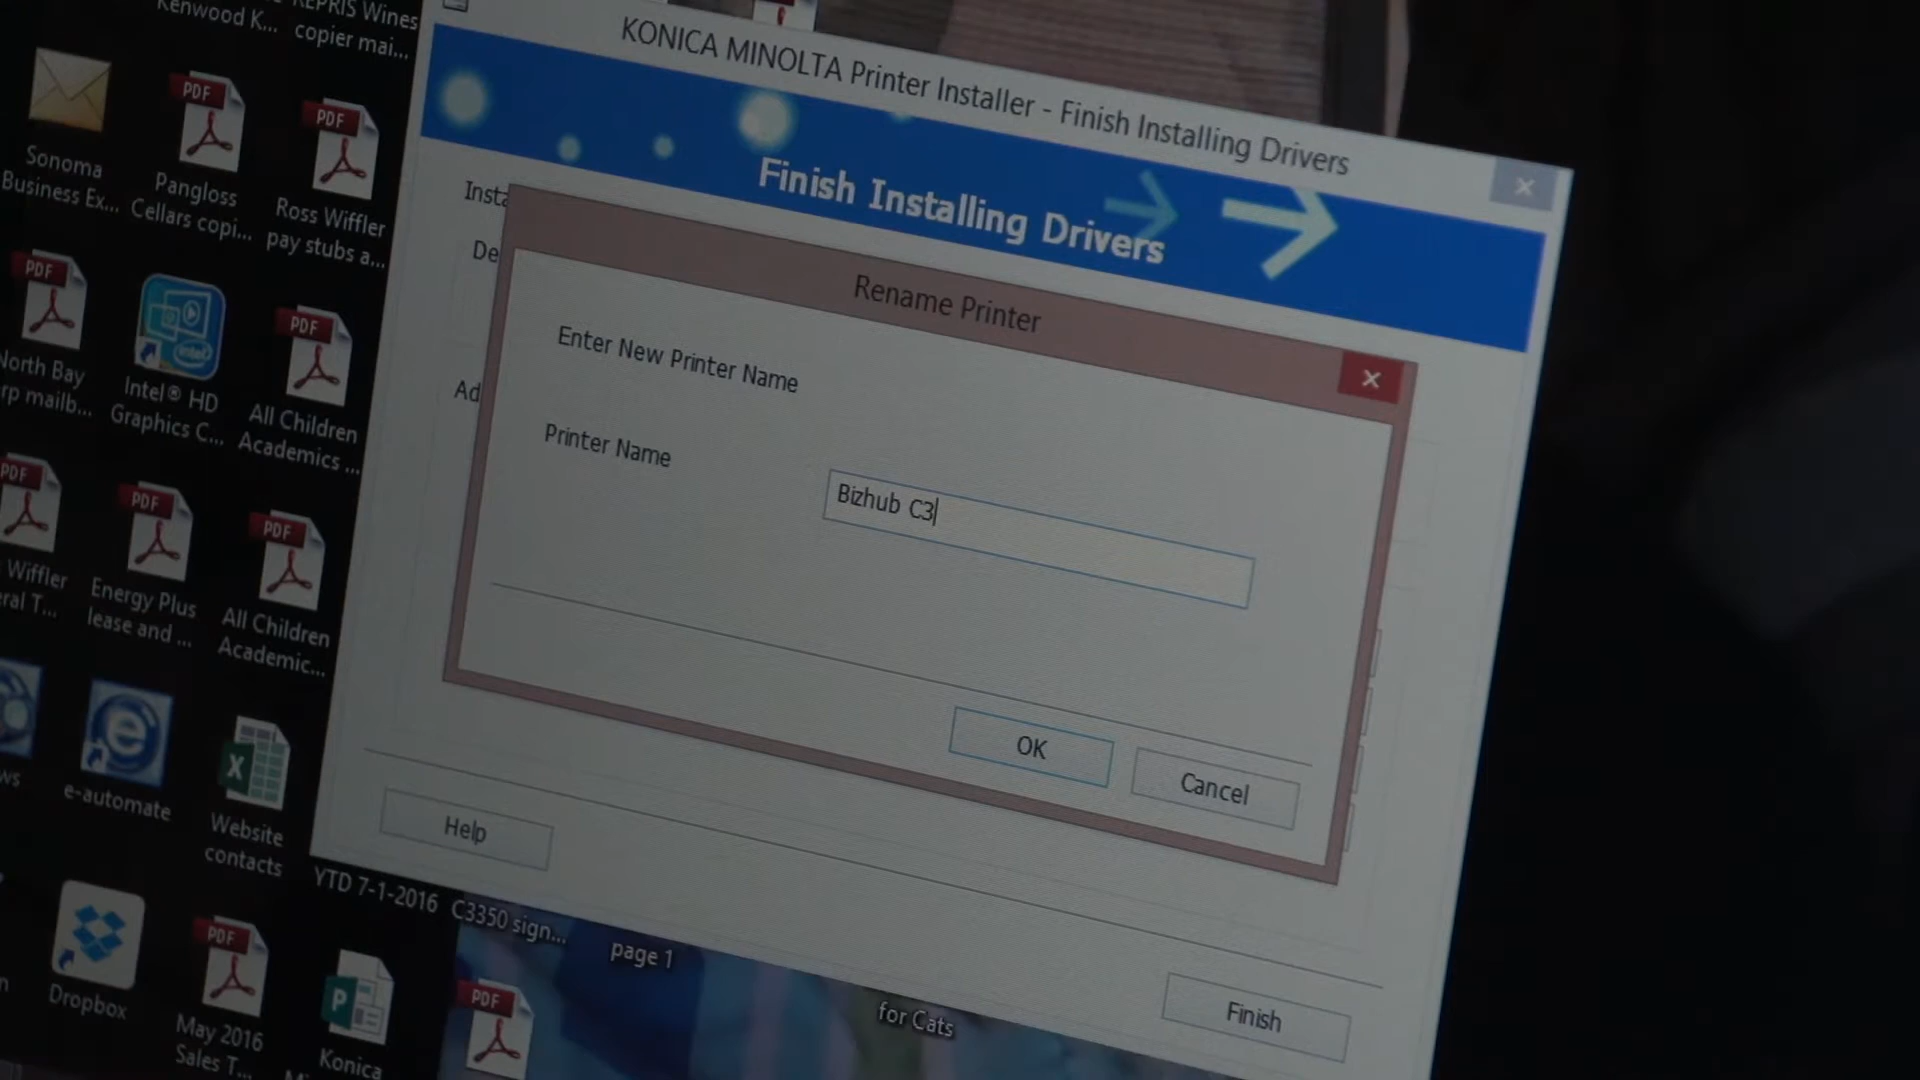 Kenwood K...
KEPRIS Wines
copier mai...
KONICA MINOLTA Printer Installer - Finish Installing Drivers
Finish Installing Drivers
Rename Printer
Enter New Printer Name
Printer Name
Bizhub C3
OK
Cancel
Help
Finish
PDF
Sonoma
Business Ex...
PDF
Pangloss
Cellars copi...
PDF
Ross Wiffler
pay stubs a...
PDF
North Bay
rp mailb...
intel
Intel® HD
Graphics C...
PDF
All Children
Academics ...
PDF
Wiffler
ral T...
PDF
Energy Plus
lease and ...
PDF
All Children
Academic...
ws
e
e-automate
X
Website
contacts
Dropbox
PDF
May 2016
Sales T...
P
Konica
YTD 7-1-2016
C3350 sign...
page 1
PDF
for Cats
Insta
De
Ad